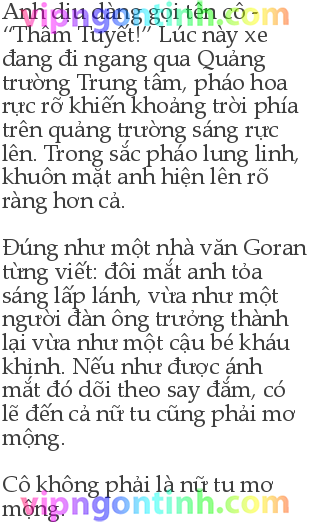 Anh dịu dàng gọi tên cô -
“Thẩm Tuyết!” Lúc này xe
đang đi ngang qua Quảng
trường Trung tâm, pháo hoa
rực rỡ khiến khoảng trời phía
trên quảng trường sáng rực
lên. Trong sắc pháo lung linh,
khuôn mặt anh hiện lên rõ
ràng hơn cả.
Đúng như một nhà văn Goran
từng viết: đôi mắt anh tỏa
sáng lấp lánh, vừa như một
người đàn ông trưởng thành
lại vừa như một cậu bé kháu
khỉnh. Nếu như được ánh
mắt đó dõi theo say đắm, có
lẽ đến cả nữ tu cũng phải mơ
mộng.
Cô không phải là nữ tu mơ
mộng.
vipngontinh.com